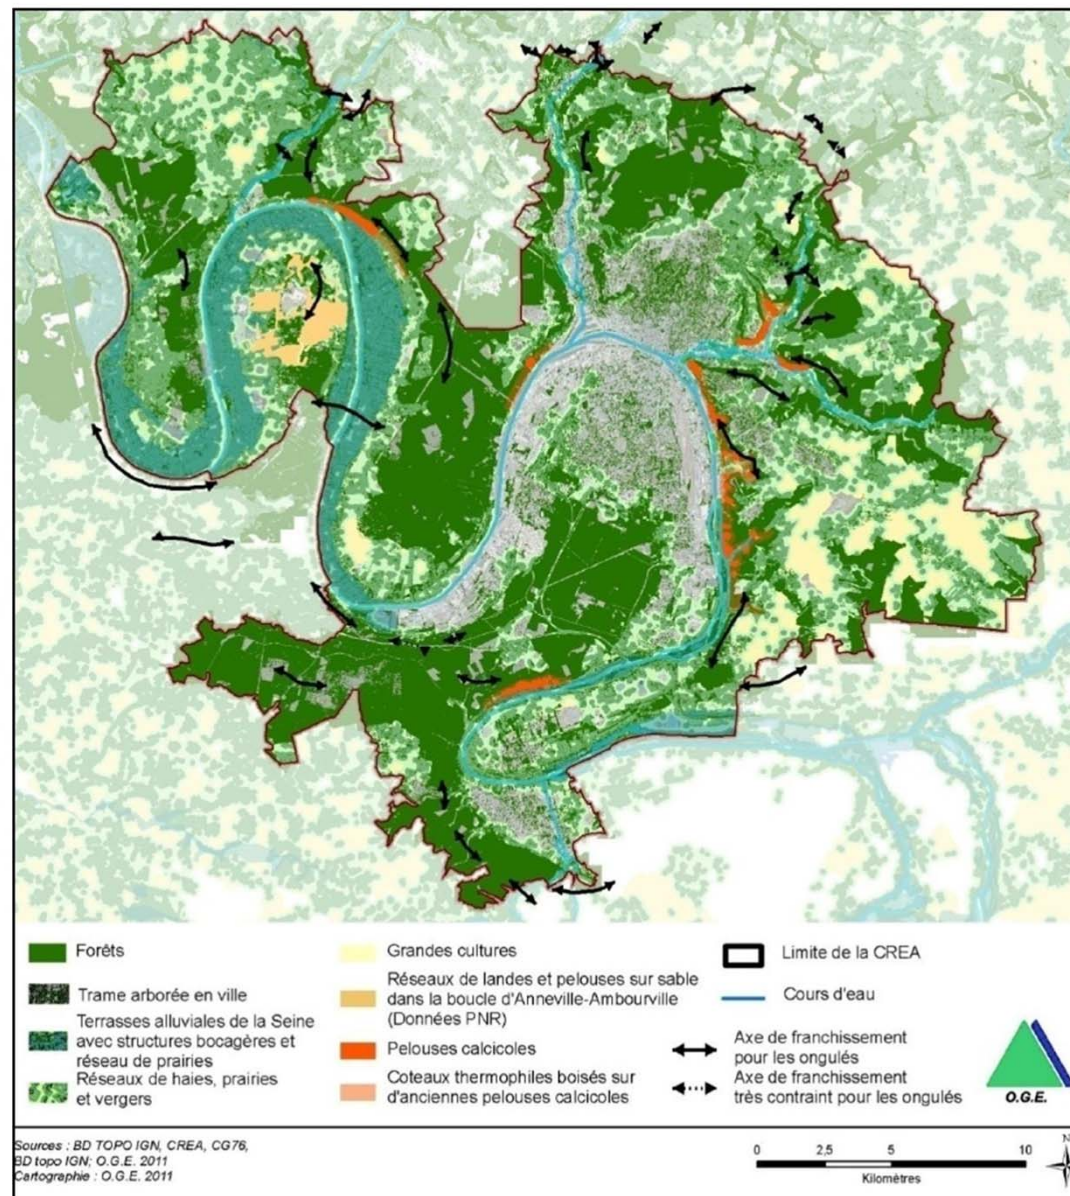 Forêts
Trame arborée en ville
Terrasses alluviales de la Seine
avec structures bocagères et
réseau de prairies
Réseaux de haies, prairies
et vergers
Grandes cultures
Réseaux de landes et pelouses sur sable
dans la boucle d'Anneville-Ambourville
(Données PNR)
Pelouses calcicoles
Coteaux thermophiles boisés sur
d'anciennes pelouses calcicoles
Limite de la CREA
Cours d'eau
Axe de franchissement
pour les ongulés
Axe de franchissement
très contraint pour les ongulés
O.G.E.
Sources : BD TOPO IGN, CREA, CG76,
BD topo IGN; O.G.E. 2011
Cartographie : O.G.E. 2011
0 2,5 5 10
Kilomètres
N